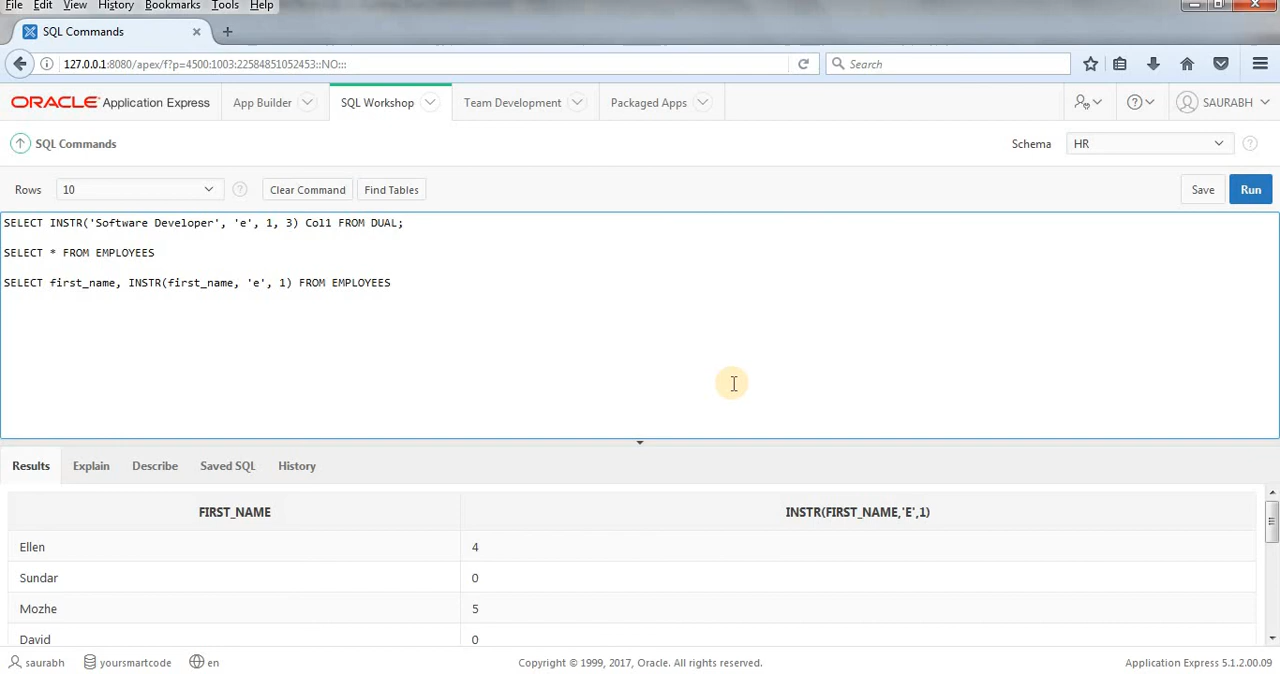 File Edit View History Bookmarks Tools Help
SQL Commands
127.0.0.1:8080/apex/f?p=4500:1003:22584851052453::NO:::
Search
ORACLE Application Express
App Builder
SQL Workshop
Team Development
Packaged Apps
SAURABH
SQL Commands
Schema
HR
Rows
10
Clear Command
Find Tables
Save
Run
SELECT INSTR('Software Developer', 'e', 1, 3) Col1 FROM DUAL;
SELECT * FROM EMPLOYEES
SELECT first_name, INSTR(first_name, 'e', 1) FROM EMPLOYEES
Results Explain Describe Saved SQL History
FIRST_NAME INSTR(FIRST_NAME,'E',1)
Ellen 4
Sundar 0
Mozhe 5
David 0
saurabh yoursmartcode en
Copyright © 1999, 2017, Oracle. All rights reserved.
Application Express 5.1.2.00.09